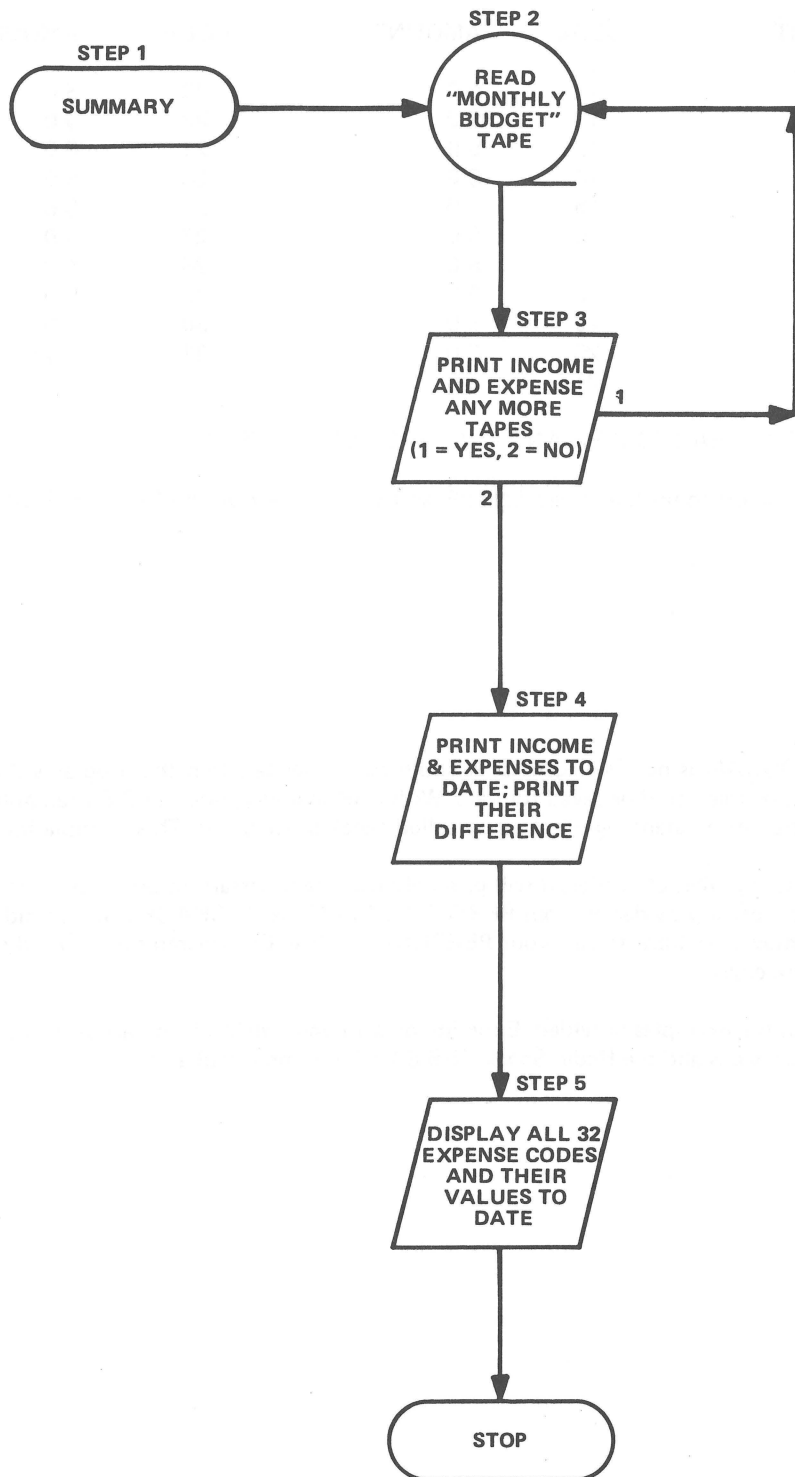 STEP 1
SUMMARY
STEP 2
READ
“MONTHLY
BUDGET”
TAPE
STEP 3
PRINT INCOME
AND EXPENSE
ANY MORE
TAPES
(1 = YES, 2 = NO)
1
2
STEP 4
PRINT INCOME
& EXPENSES TO
DATE; PRINT
THEIR
DIFFERENCE
STEP 5
DISPLAY ALL 32
EXPENSE CODES
AND THEIR
VALUES TO
DATE
STOP